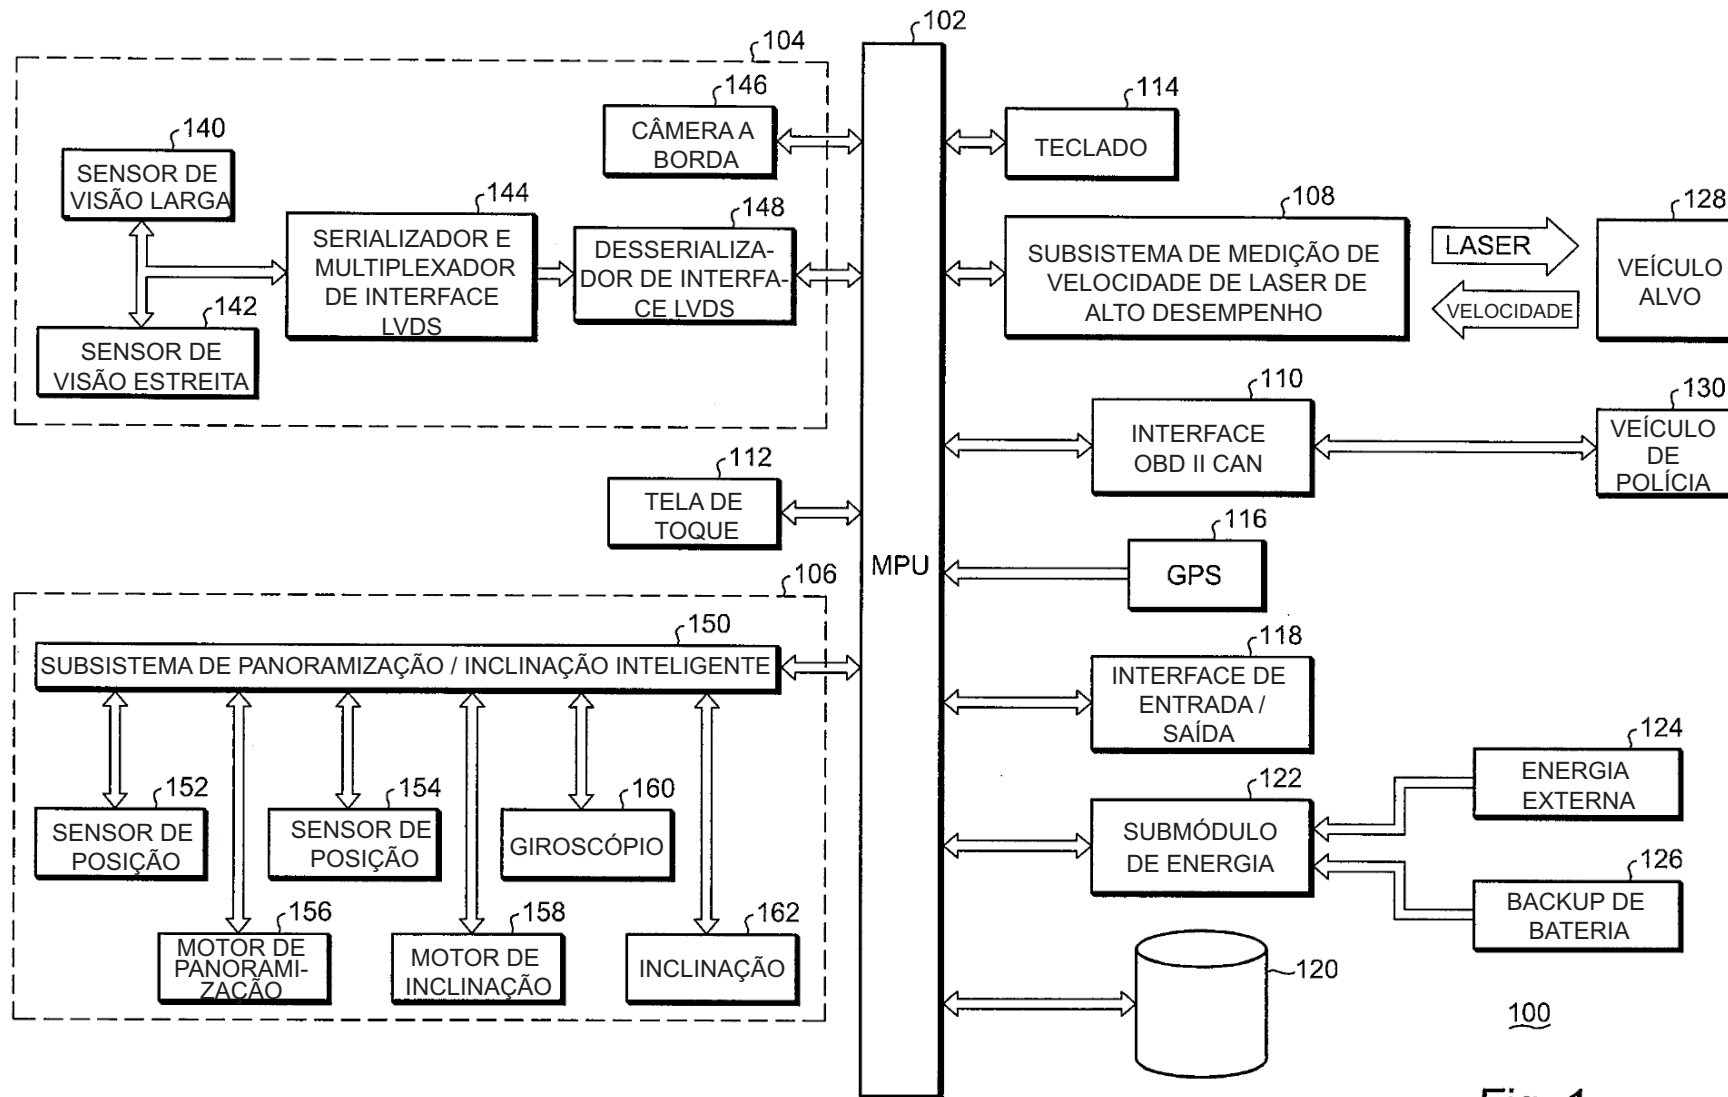 102
104
146
CÂMERA A
BORDA
114
TECLADO
140
SENSOR DE
VISÃO LARGA
144
SERIALIZADOR E
MULTIPLEXADOR
DE INTERFACE
LVDS
148
DESSERIALIZA-
DOR DE INTERFA-
CE LVDS
108
SUBSISTEMA DE MEDIÇÃO DE
VELOCIDADE DE LASER DE
ALTO DESEMPENHO
LASER
VELOCIDADE
128
VEÍCULO
ALVO
142
SENSOR DE
VISÃO ESTREITA
110
INTERFACE
OBD II CAN
130
VEÍCULO
DE
POLÍCIA
112
TELA DE
TOQUE
MPU
116
GPS
106
150
SUBSISTEMA DE PANORAMIZAÇÃO / INCLINAÇÃO INTELIGENTE
118
INTERFACE DE
ENTRADA /
SAÍDA
152
SENSOR DE
POSIÇÃO
154
SENSOR DE
POSIÇÃO
160
GIROSCÓPIO
122
SUBMÓDULO
DE ENERGIA
124
ENERGIA
EXTERNA
126
BACKUP DE
BATERIA
156
MOTOR DE
PANORAMI-
ZAÇÃO
158
MOTOR DE
INCLINAÇÃO
162
INCLINAÇÃO
120
100
Fig. 1